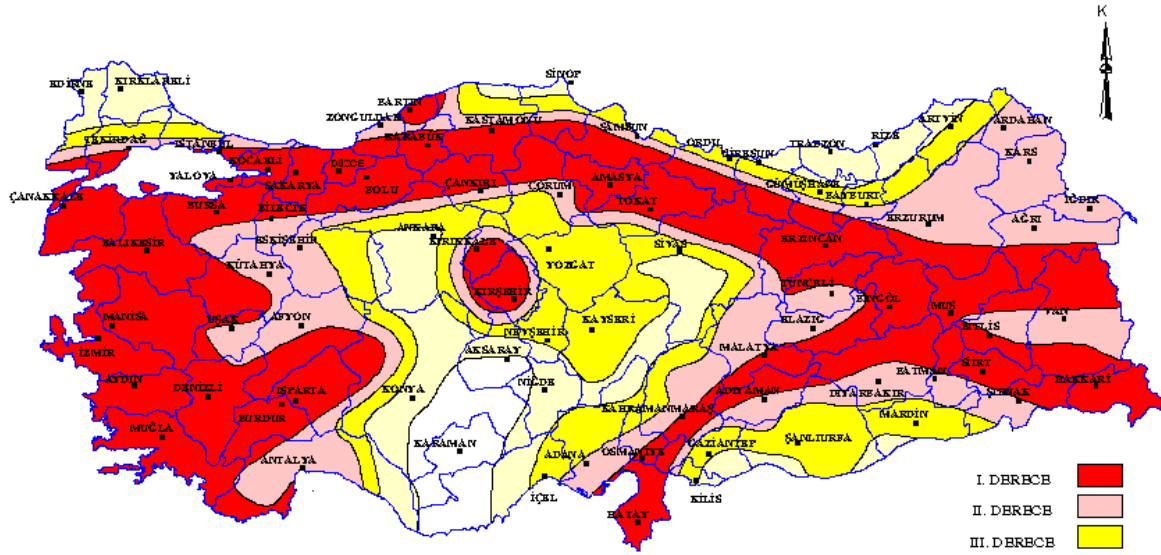 K
SİNOP
EDİRNE
KIRKLARELİ
BARTIN
ZONGULDAK
KASTAMONU
SAMSUN
ARTVİN
ARDAHAN
TEKİRDAĞ
İSTANBUL
KARABÜK
ORDU
GİRESUN
TRABZON
RİZE
KARS
KOCAELİ
DÜZCE
YALOVA
SAKARYA
BOLU
ÇANKIRI
ÇORUM
AMASYA
GÜMÜŞHANE
BAYBURT
ÇANAKKALE
BURSA
BİLECİK
TOKAT
ERZURUM
IĞDIR
AĞRI
BALIKESİR
ESKİŞEHİR
ANKARA
KIRIKKALE
SİVAS
ERZİNCAN
KÜTAHYA
YOZGAT
TUNCELİ
BİNGÖL
MUŞ
KIRŞEHİR
MANİSA
UŞAK
AFYON
NEVŞEHİR
KAYSERİ
ELAZIĞ
BİTLİS
VAN
İZMİR
AKSARAY
MALATYA
SİİRT
AYDIN
DENİZLİ
ISPARTA
KONYA
NİĞDE
ADIYAMAN
DİYARBAKIR
BATMAN
ŞIRNAK
HAKKARİ
BURDUR
KAHRAMANMARAŞ
MARDİN
MUĞLA
KARAMAN
GAZİANTEP
ŞANLIURFA
ANTALYA
ADANA
OSMANİYE
İÇEL
KİLİS
HATAY
I. DERECE
II. DERECE
III. DERECE